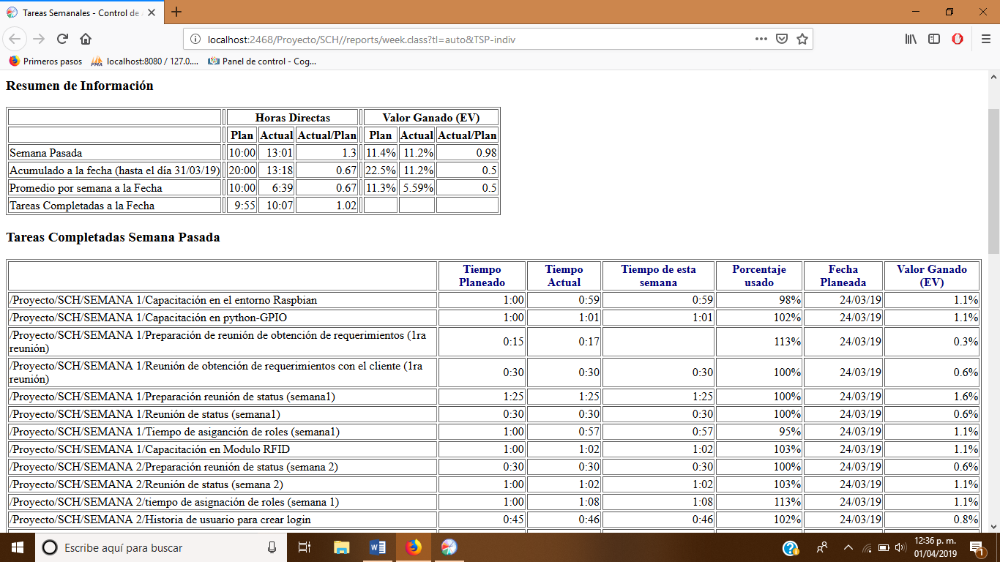 Tareas Semanales - Control de
localhost:2468/Proyecto/SCH//reports/week.class?tl=auto&TSP-indiv
Primeros pasos localhost:8080 / 127.0.... Panel de control - Cog...
PMA
Resumen de Información
Horas Directas Valor Ganado (EV)
Plan Actual Actual/Plan Plan Actual Actual/Plan
Semana Pasada 10:00 13:01 1.3 11.4% 11.2% 0.98
Acumulado a la fecha (hasta el día 31/03/19) 20:00 13:18 0.67 22.5% 11.2% 0.5
Promedio por semana a la Fecha 10:00 6:39 0.67 11.3% 5.59% 0.5
Tareas Completadas a la Fecha 9:55 10:07 1.02
Tareas Completadas Semana Pasada
Tiempo Planeado Tiempo Actual Tiempo de esta semana Porcentaje usado Fecha Planeada Valor Ganado (EV)
/Proyecto/SCH/SEMANA 1/Capacitación en el entorno Raspbian 1:00 0:59 0:59 98% 24/03/19 1.1%
/Proyecto/SCH/SEMANA 1/Capacitación en python-GPIO 1:00 1:01 1:01 102% 24/03/19 1.1%
/Proyecto/SCH/SEMANA 1/Preparación de reunión de obtención de requerimientos (1ra reunión) 0:15 0:17 113% 24/03/19 0.3%
/Proyecto/SCH/SEMANA 1/Reunión de obtención de requerimientos con el cliente (1ra reunión) 0:30 0:30 0:30 100% 24/03/19 0.6%
/Proyecto/SCH/SEMANA 1/Preparación reunión de status (semana1) 1:25 1:25 1:25 100% 24/03/19 1.6%
/Proyecto/SCH/SEMANA 1/Reunión de status (semana1) 0:30 0:30 0:30 100% 24/03/19 0.6%
/Proyecto/SCH/SEMANA 1/Tiempo de asigancón de roles (semana1) 1:00 0:57 0:57 95% 24/03/19 1.1%
/Proyecto/SCH/SEMANA 1/Capacitación en Modulo RFID 1:00 1:02 1:02 103% 24/03/19 1.1%
/Proyecto/SCH/SEMANA 2/Preparación reunión de status (semana 2) 0:30 0:30 0:30 100% 24/03/19 0.6%
/Proyecto/SCH/SEMANA 2/Reunión de status (semana 2) 1:00 1:02 1:02 103% 24/03/19 1.1%
/Proyecto/SCH/SEMANA 2/tiempo de asignación de roles (semana 1) 1:00 1:08 1:08 113% 24/03/19 1.1%
/Proyecto/SCH/SEMANA 2/Historia de usuario para crear login 0:45 0:46 0:46 102% 24/03/19 0.8%
Escribe aquí para buscar
12:36 p. m.
01/04/2019
1